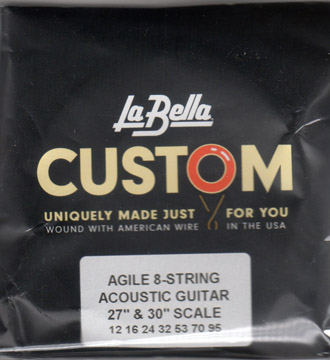 La Bella
CUSTOM
UNIQUELY MADE JUST FOR YOU
WOUND WITH AMERICAN WIRE IN THE USA
AGILE 8-STRING
ACOUSTIC GUITAR
27" & 30" SCALE
12 16 24 32 53 70 95